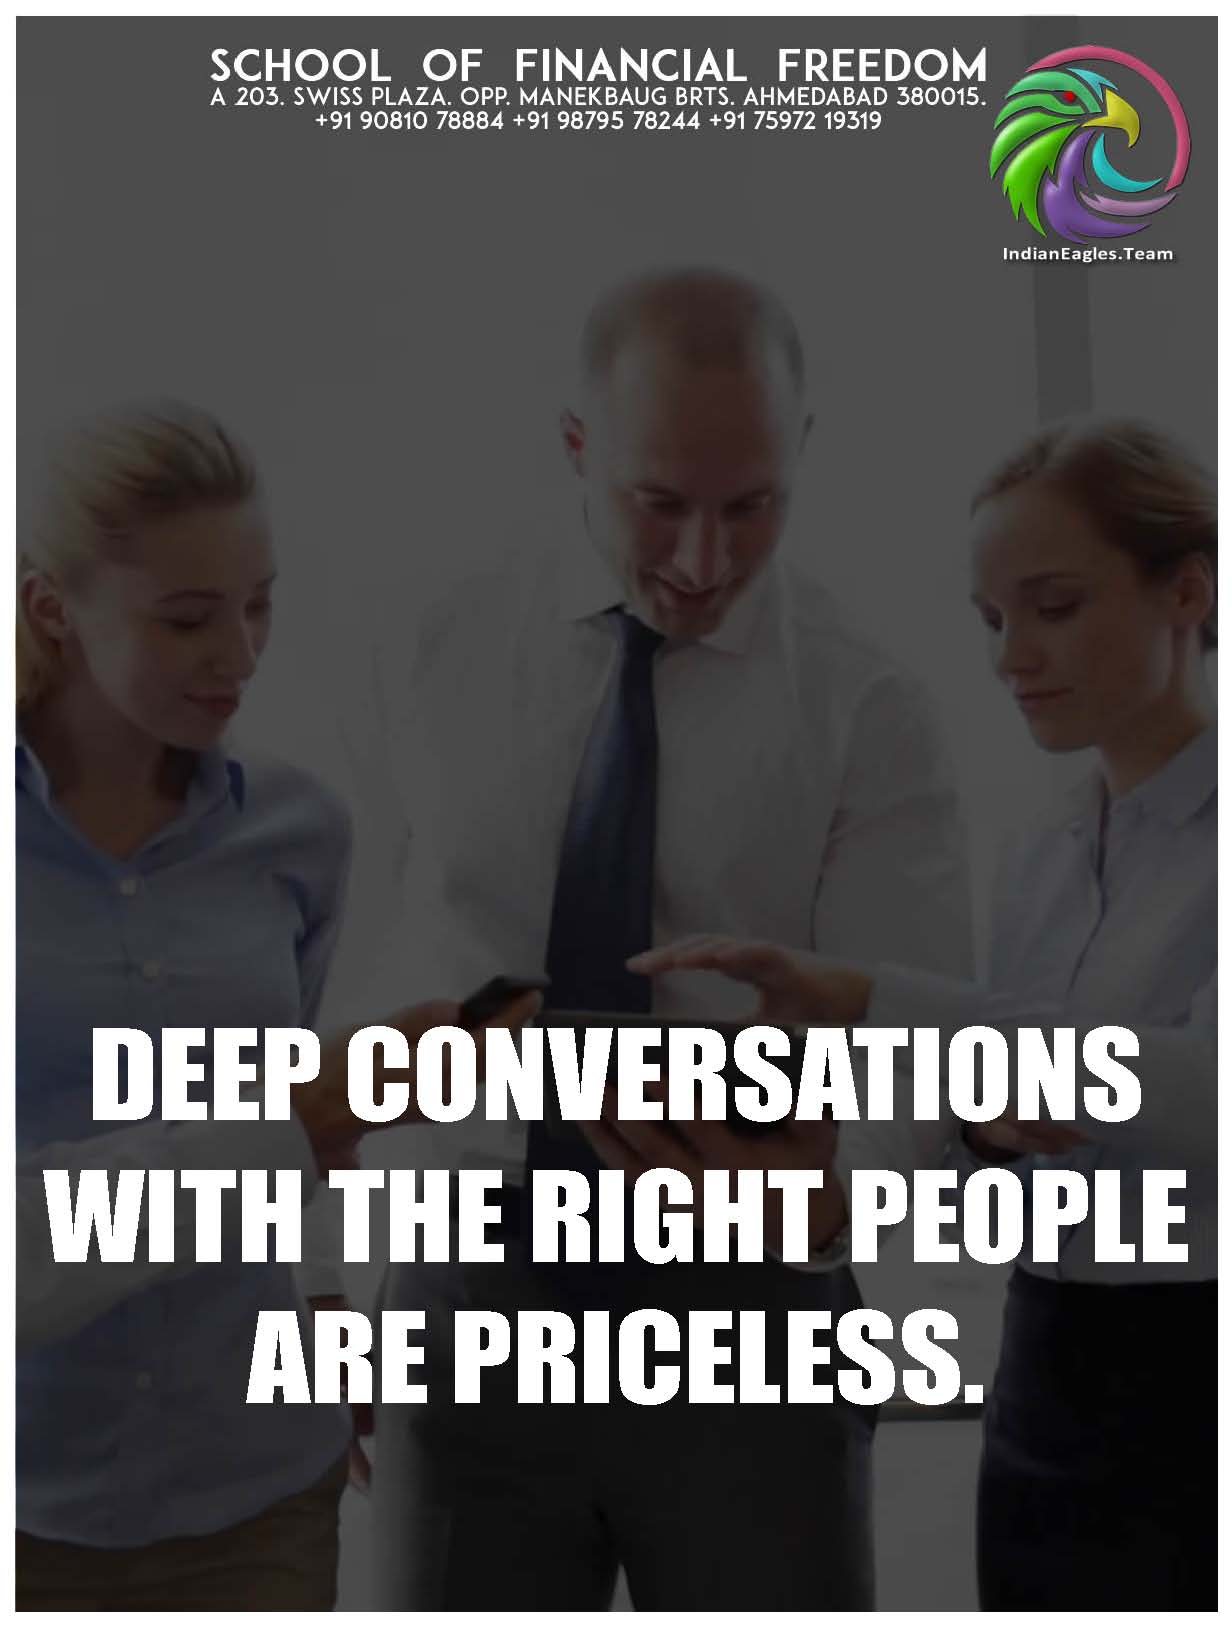 SCHOOL OF FINANCIAL FREEDOM
A 203. SWISS PLAZA. OPP. MANEKBAUG BRTS. AHMEDABAD 380015.
+91 90810 78884 +91 98795 78244 +91 75972 19319
IndianEagles.Team
DEEP CONVERSATIONS
WITH THE RIGHT PEOPLE
ARE PRICELESS.